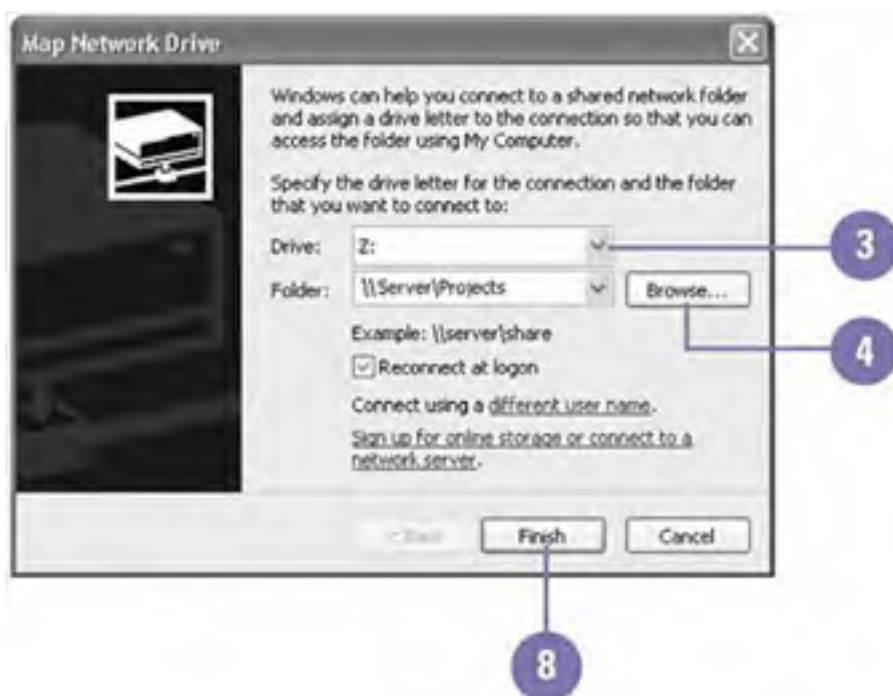 Map Network Drive
Windows can help you connect to a shared network folder
and assign a drive letter to the connection so that you can
access the folder using My Computer.
Specify the drive letter for the connection and the folder
that you want to connect to:
Drive: Z:
3
Folder: \\Server\Projects Browse...
4
Example: \\server\share
Reconnect at logon
Connect using a different user name.
Sign up for online storage or connect to a
network server.
< Back Finish Cancel
8